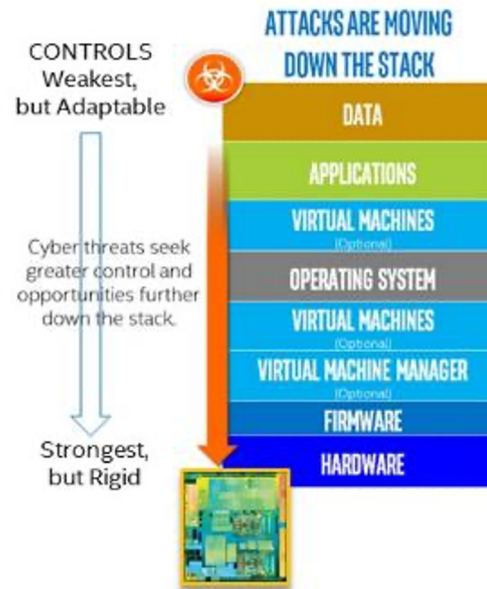 ATTACKS ARE MOVING
DOWN THE STACK
CONTROLS
Weakest,
but Adaptable
Cyber threats seek
greater control and
opportunities further
down the stack.
Strongest,
but Rigid
DATA
APPLICATIONS
VIRTUAL MACHINES
(Optional)
OPERATING SYSTEM
VIRTUAL MACHINES
(Optional)
VIRTUAL MACHINE MANAGER
(Optional)
FIRMWARE
HARDWARE